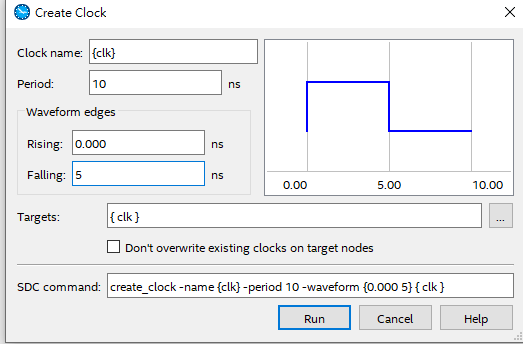 Create Clock
Clock name: {clk}
Period: 10 ns
Waveform edges
Rising: 0.000 ns
Falling: 5 ns
0.00 5.00 10.00
Targets: { clk } ...
Don't overwrite existing clocks on target nodes
SDC command: create_clock -name {clk} -period 10 -waveform {0.000 5} { clk }
Run Cancel Help